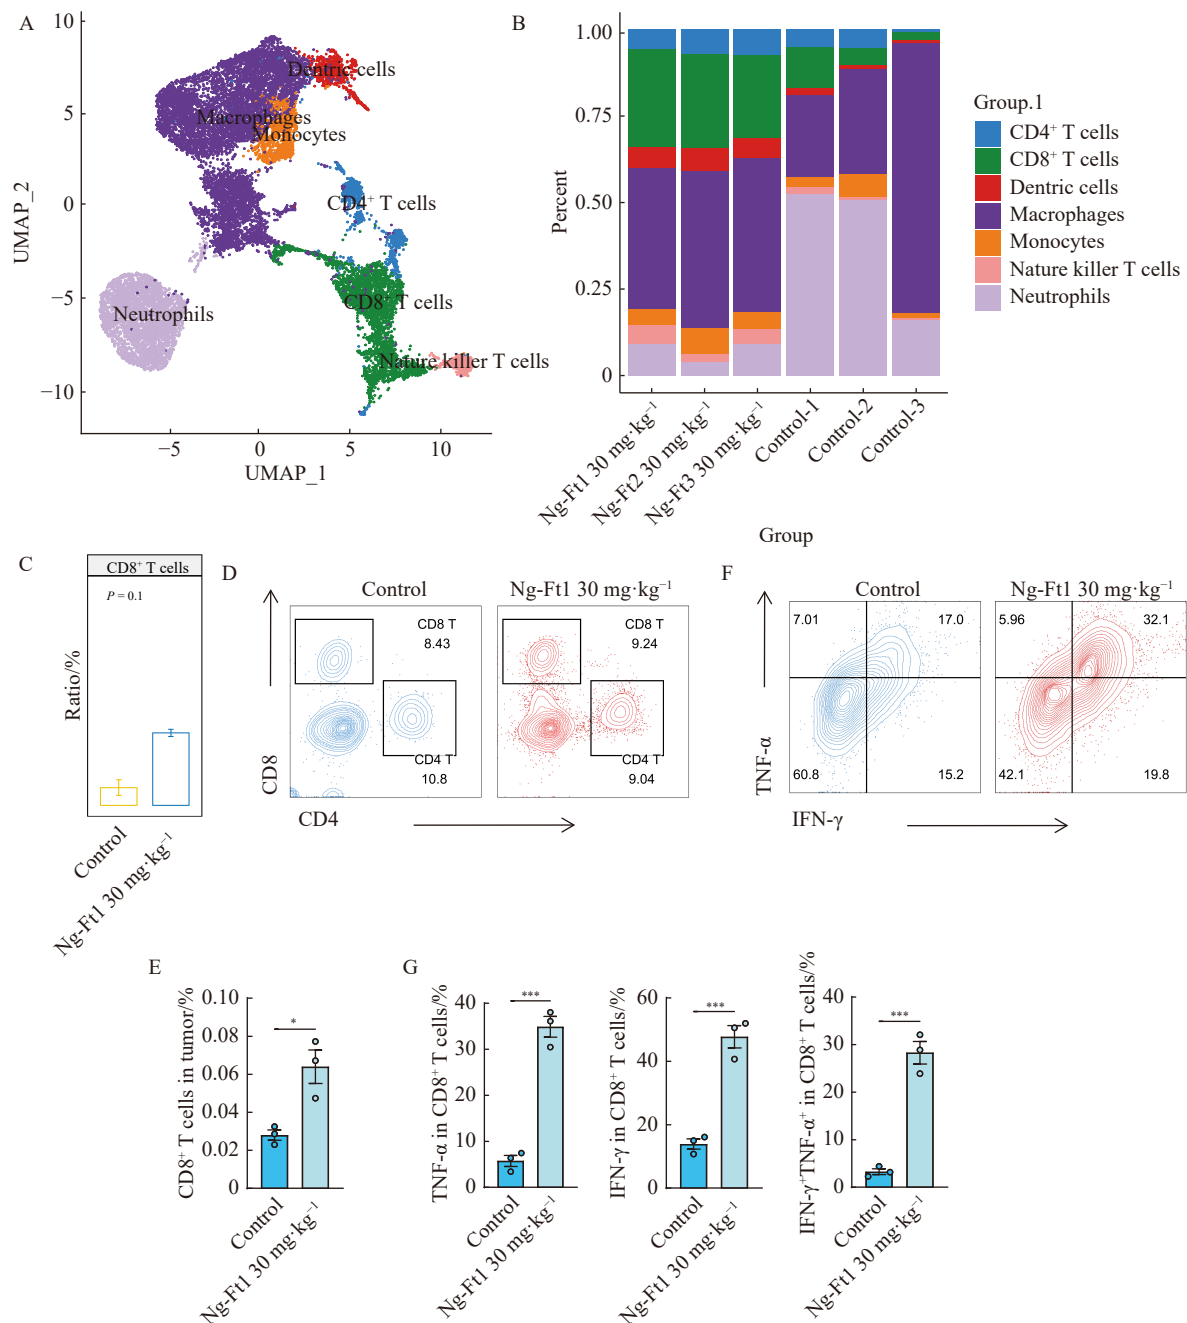 A
10
5
0
−5
−10
UMAP_2
−5
0
5
10
UMAP_1
Dentric cells
Macrophages
Monocytes
CD4⁺ T cells
CD8⁺ T cells
Neutrophils
Nature killer T cells
B
1.00
0.75
0.50
0.25
0
Percent
Ng-Ft1 30 mg·kg⁻¹
Ng-Ft2 30 mg·kg⁻¹
Ng-Ft3 30 mg·kg⁻¹
Control-1
Control-2
Control-3
Group
Group.1
CD4⁺ T cells
CD8⁺ T cells
Dentric cells
Macrophages
Monocytes
Nature killer T cells
Neutrophils
C
CD8⁺ T cells
P = 0.1
Ratio/%
Control
Ng-Ft1 30 mg·kg⁻¹
D
Control
Ng-Ft1 30 mg·kg⁻¹
CD8 T
8.43
CD4 T
10.8
CD8 T
9.24
CD4 T
9.04
CD8
CD4
F
Control
Ng-Ft1 30 mg·kg⁻¹
7.01
17.0
60.8
15.2
5.96
32.1
42.1
19.8
TNF-α
IFN-γ
E
CD8⁺ T cells in tumor/%
0.10
0.08
0.06
0.04
0.02
0
*
Control
Ng-Ft1 30 mg·kg⁻¹
G
TNF-α in CD8⁺ T cells/%
40
30
20
10
0
***
Control
Ng-Ft1 30 mg·kg⁻¹
IFN-γ in CD8⁺ T cells/%
60
40
20
0
***
Control
Ng-Ft1 30 mg·kg⁻¹
IFN-γ⁺TNF-α⁺ in CD8⁺ T cells/%
40
30
20
10
0
***
Control
Ng-Ft1 30 mg·kg⁻¹